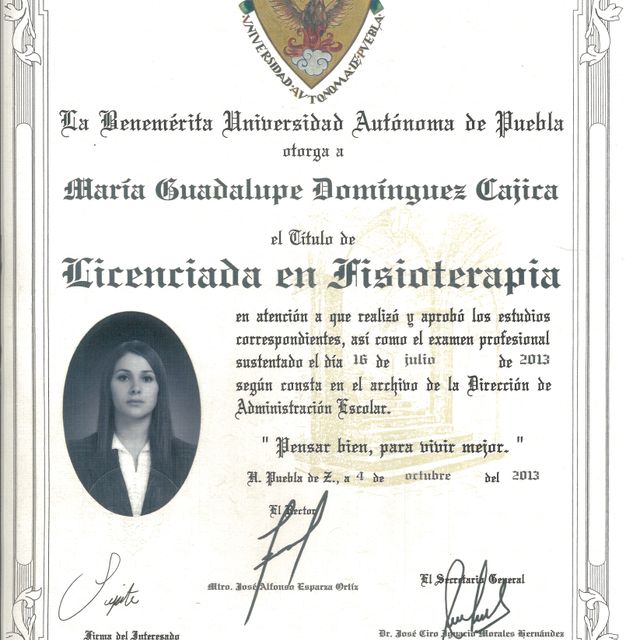 UNIVERSIDAD AUTONOMA DE PUEBLA
La Benemérita Universidad Autónoma de Puebla
otorga a
María Guadalupe Domínguez Cajica
el Título de
Licenciada en Fisioterapia
en atención a que realizó y aprobó los estudios
correspondientes, así como el examen profesional
sustentado el día 16 de julio de 2013
según consta en el archivo de la Dirección de
Administración Escolar.
" Pensar bien, para vivir mejor. "
H. Puebla de Z., a 4 de octubre del 2013
El Rector
Mtro. José Alfonso Esparza Ortíz
El Secretario General
Dr. José Ciro Ignacio Morales Hernández
Firma del Interesado